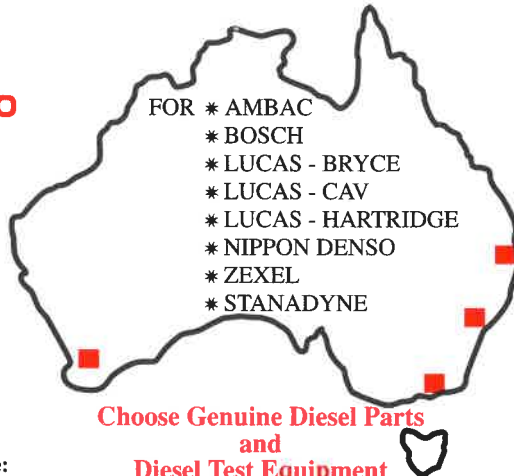 FOR ✷ AMBAC
✷ BOSCH
✷ LUCAS - BRYCE
✷ LUCAS - CAV
✷ LUCAS - HARTRIDGE
✷ NIPPON DENSO
✷ ZEXEL
✷ STANADYNE
Choose Genuine Diesel Parts
and
Diesel Test Equipment